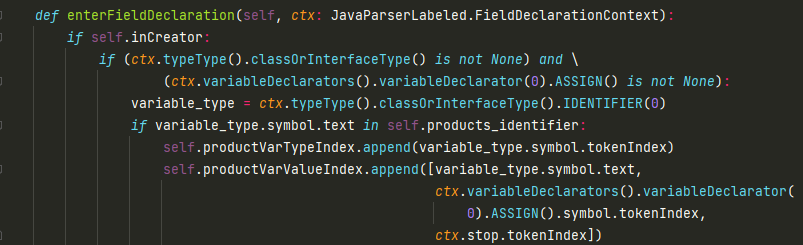 def enterFieldDeclaration(self, ctx: JavaParserLabeled.FieldDeclarationContext):
if self.inCreator:
if (ctx.typeType().classOrInterfaceType() is not None) and \
(ctx.variableDeclarators().variableDeclarator(0).ASSIGN() is not None):
variable_type = ctx.typeType().classOrInterfaceType().IDENTIFIER(0)
if variable_type.symbol.text in self.products_identifier:
self.productVarTypeIndex.append(variable_type.symbol.tokenIndex)
self.productVarValueIndex.append([variable_type.symbol.text,
ctx.variableDeclarators().variableDeclarator(
0).ASSIGN().symbol.tokenIndex,
ctx.stop.tokenIndex])